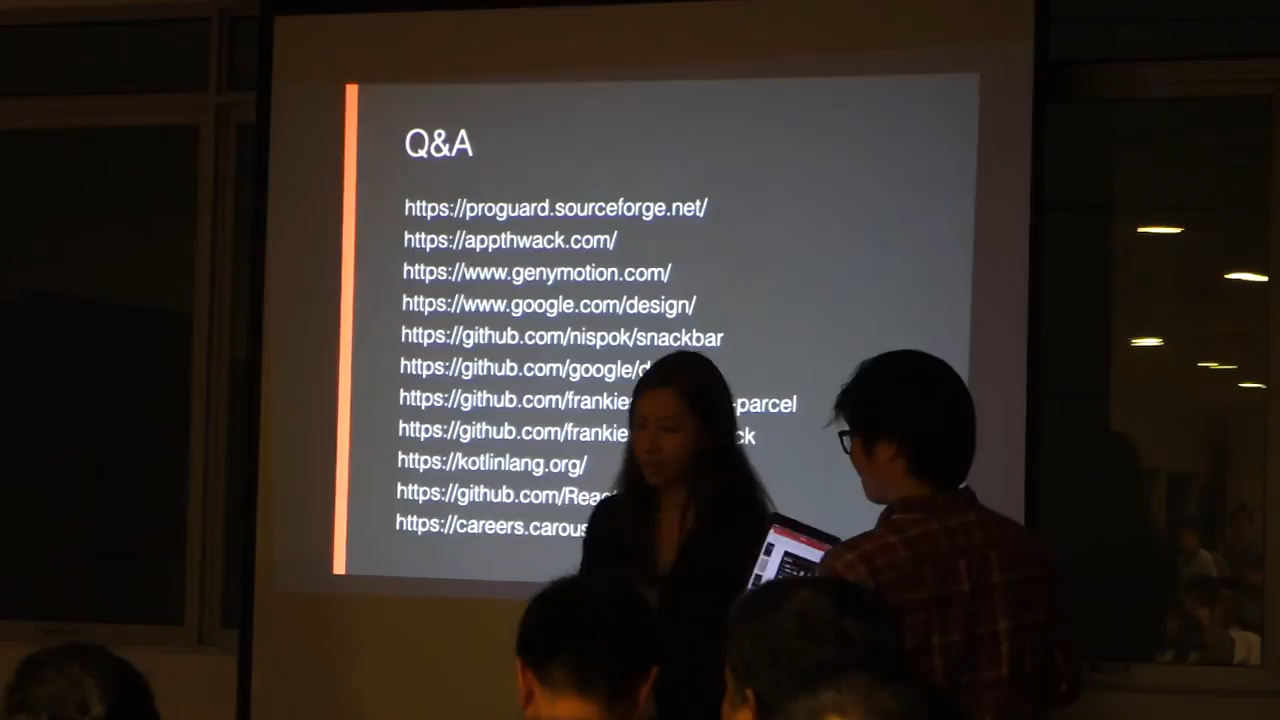 Q&A
https://proguard.sourceforge.net/
https://appthwack.com/
https://www.genymotion.com/
https://www.google.com/design/
https://github.com/nispok/snackbar
https://github.com/google/
https://github.com/frankie -parcel
https://github.com/frankie ck
https://kotlinlang.org/
https://github.com/Reac
https://careers.carous